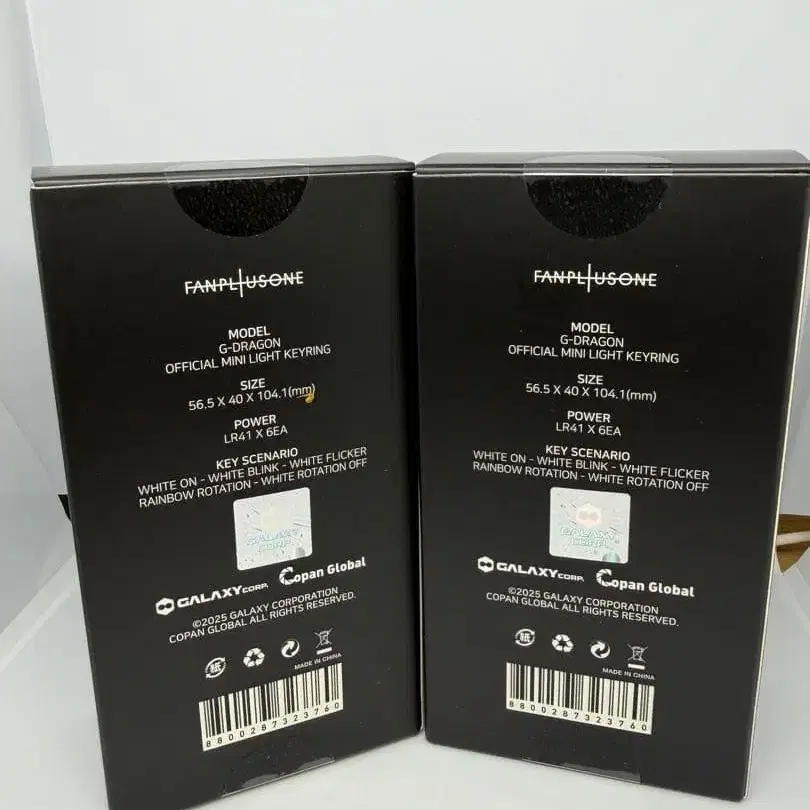 FANPLUSONE
MODEL
G-DRAGON
OFFICIAL MINI LIGHT KEYRING
SIZE
56.5 X 40 X 104.1(mm)
POWER
LR41 X 6EA
KEY SCENARIO
WHITE ON - WHITE BLINK - WHITE FLICKER
RAINBOW ROTATION - WHITE ROTATION OFF
GALAXY
CORP.
GALAXYCORP. Copan Global
©2025 GALAXY CORPORATION
COPAN GLOBAL ALL RIGHTS RESERVED.
紙
MADE IN CHINA
8800287323760
FANPLUSONE
MODEL
G-DRAGON
OFFICIAL MINI LIGHT KEYRING
SIZE
56.5 X 40 X 104.1(mm)
POWER
LR41 X 6EA
KEY SCENARIO
WHITE ON - WHITE BLINK - WHITE FLICKER
RAINBOW ROTATION - WHITE ROTATION OFF
GALAXY
CORP.
GALAXYCORP. Copan Global
©2025 GALAXY CORPORATION
COPAN GLOBAL ALL RIGHTS RESERVED.
紙
MADE IN CHINA
8800287323760